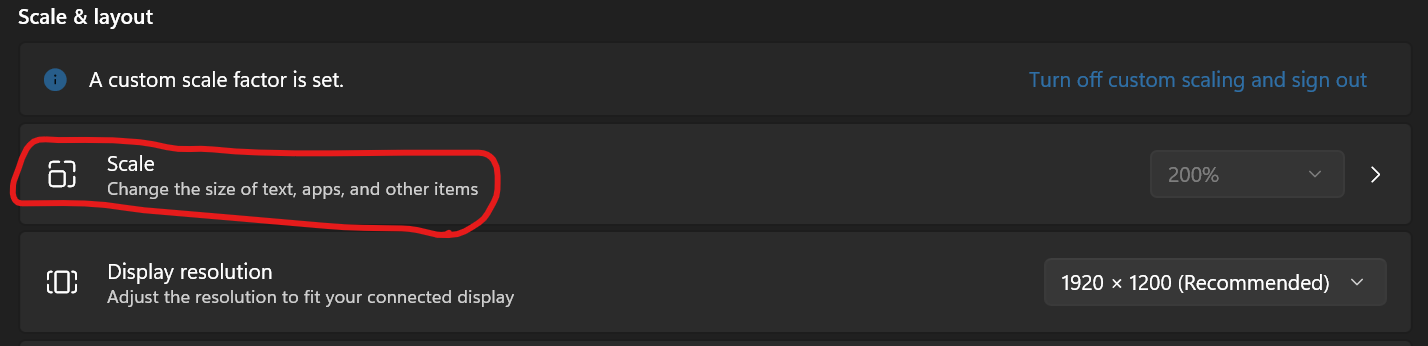 Scale & layout
A custom scale factor is set.
Turn off custom scaling and sign out
Scale
Change the size of text, apps, and other items
200%
Display resolution
Adjust the resolution to fit your connected display
1920 × 1200 (Recommended)